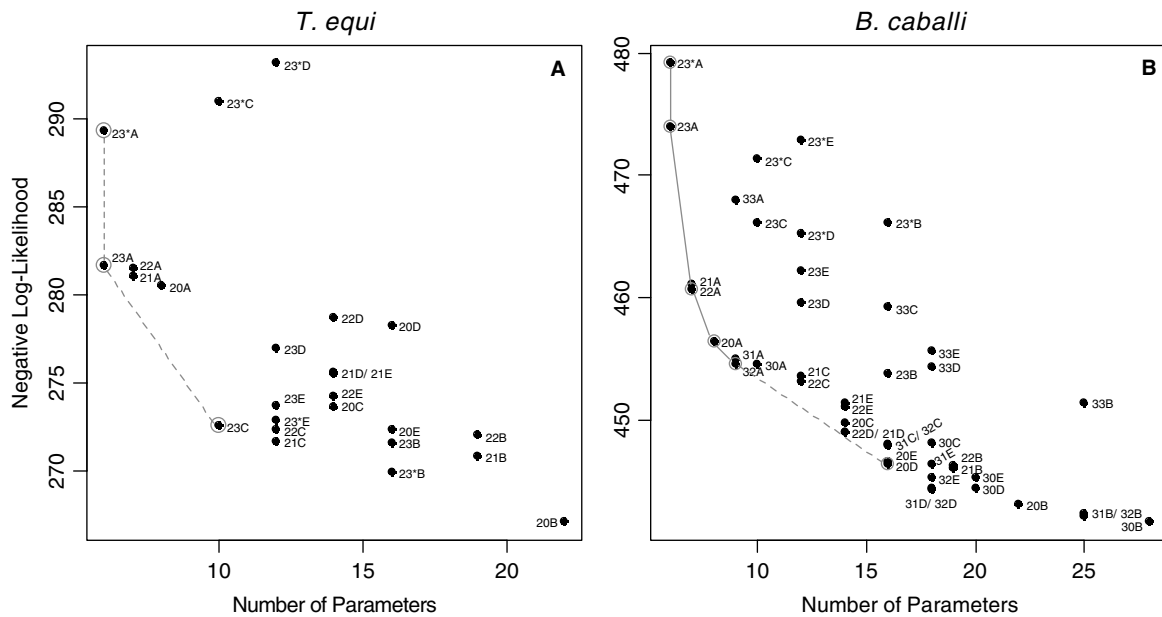 T. equi
B. caballi
Negative Log-Likelihood
290
285
280
275
270
A
23*D
23*C
23*A
23A
22A
21A
20A
22D
20D
23D
21D/ 21E
22E
23E
20C
23*E
23C
22C
21C
20E
23B
22B
21B
23*B
20B
10
15
20
Number of Parameters
480
470
460
450
B
23*A
23A
23*E
23*C
33A
23C
23*B
23*D
23E
21A
22A
23D
33C
20A
31A
32A
30A
33E
33D
21C
22C
23B
21E
22E
33B
20C
22D/ 21D
31C/ 32C
30C
20E
20D
31E
22B
21B
32E
30E
30D
31D/ 32D
20B
31B/ 32B
30B
10
15
20
25
Number of Parameters